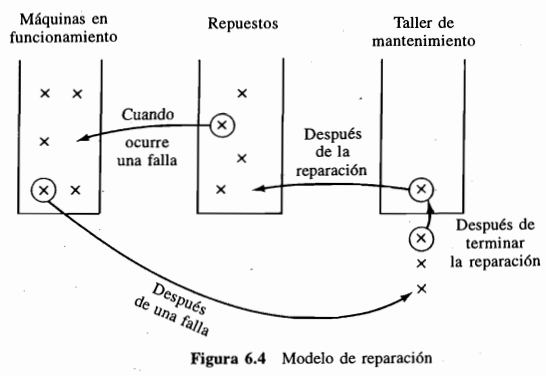 Máquinas en
funcionamiento
Repuestos
Taller de
mantenimiento
Cuando
ocurre
una falla
Después
de la
reparación
Después de
terminar
la reparación
Después
de una falla
Figura 6.4 Modelo de reparación